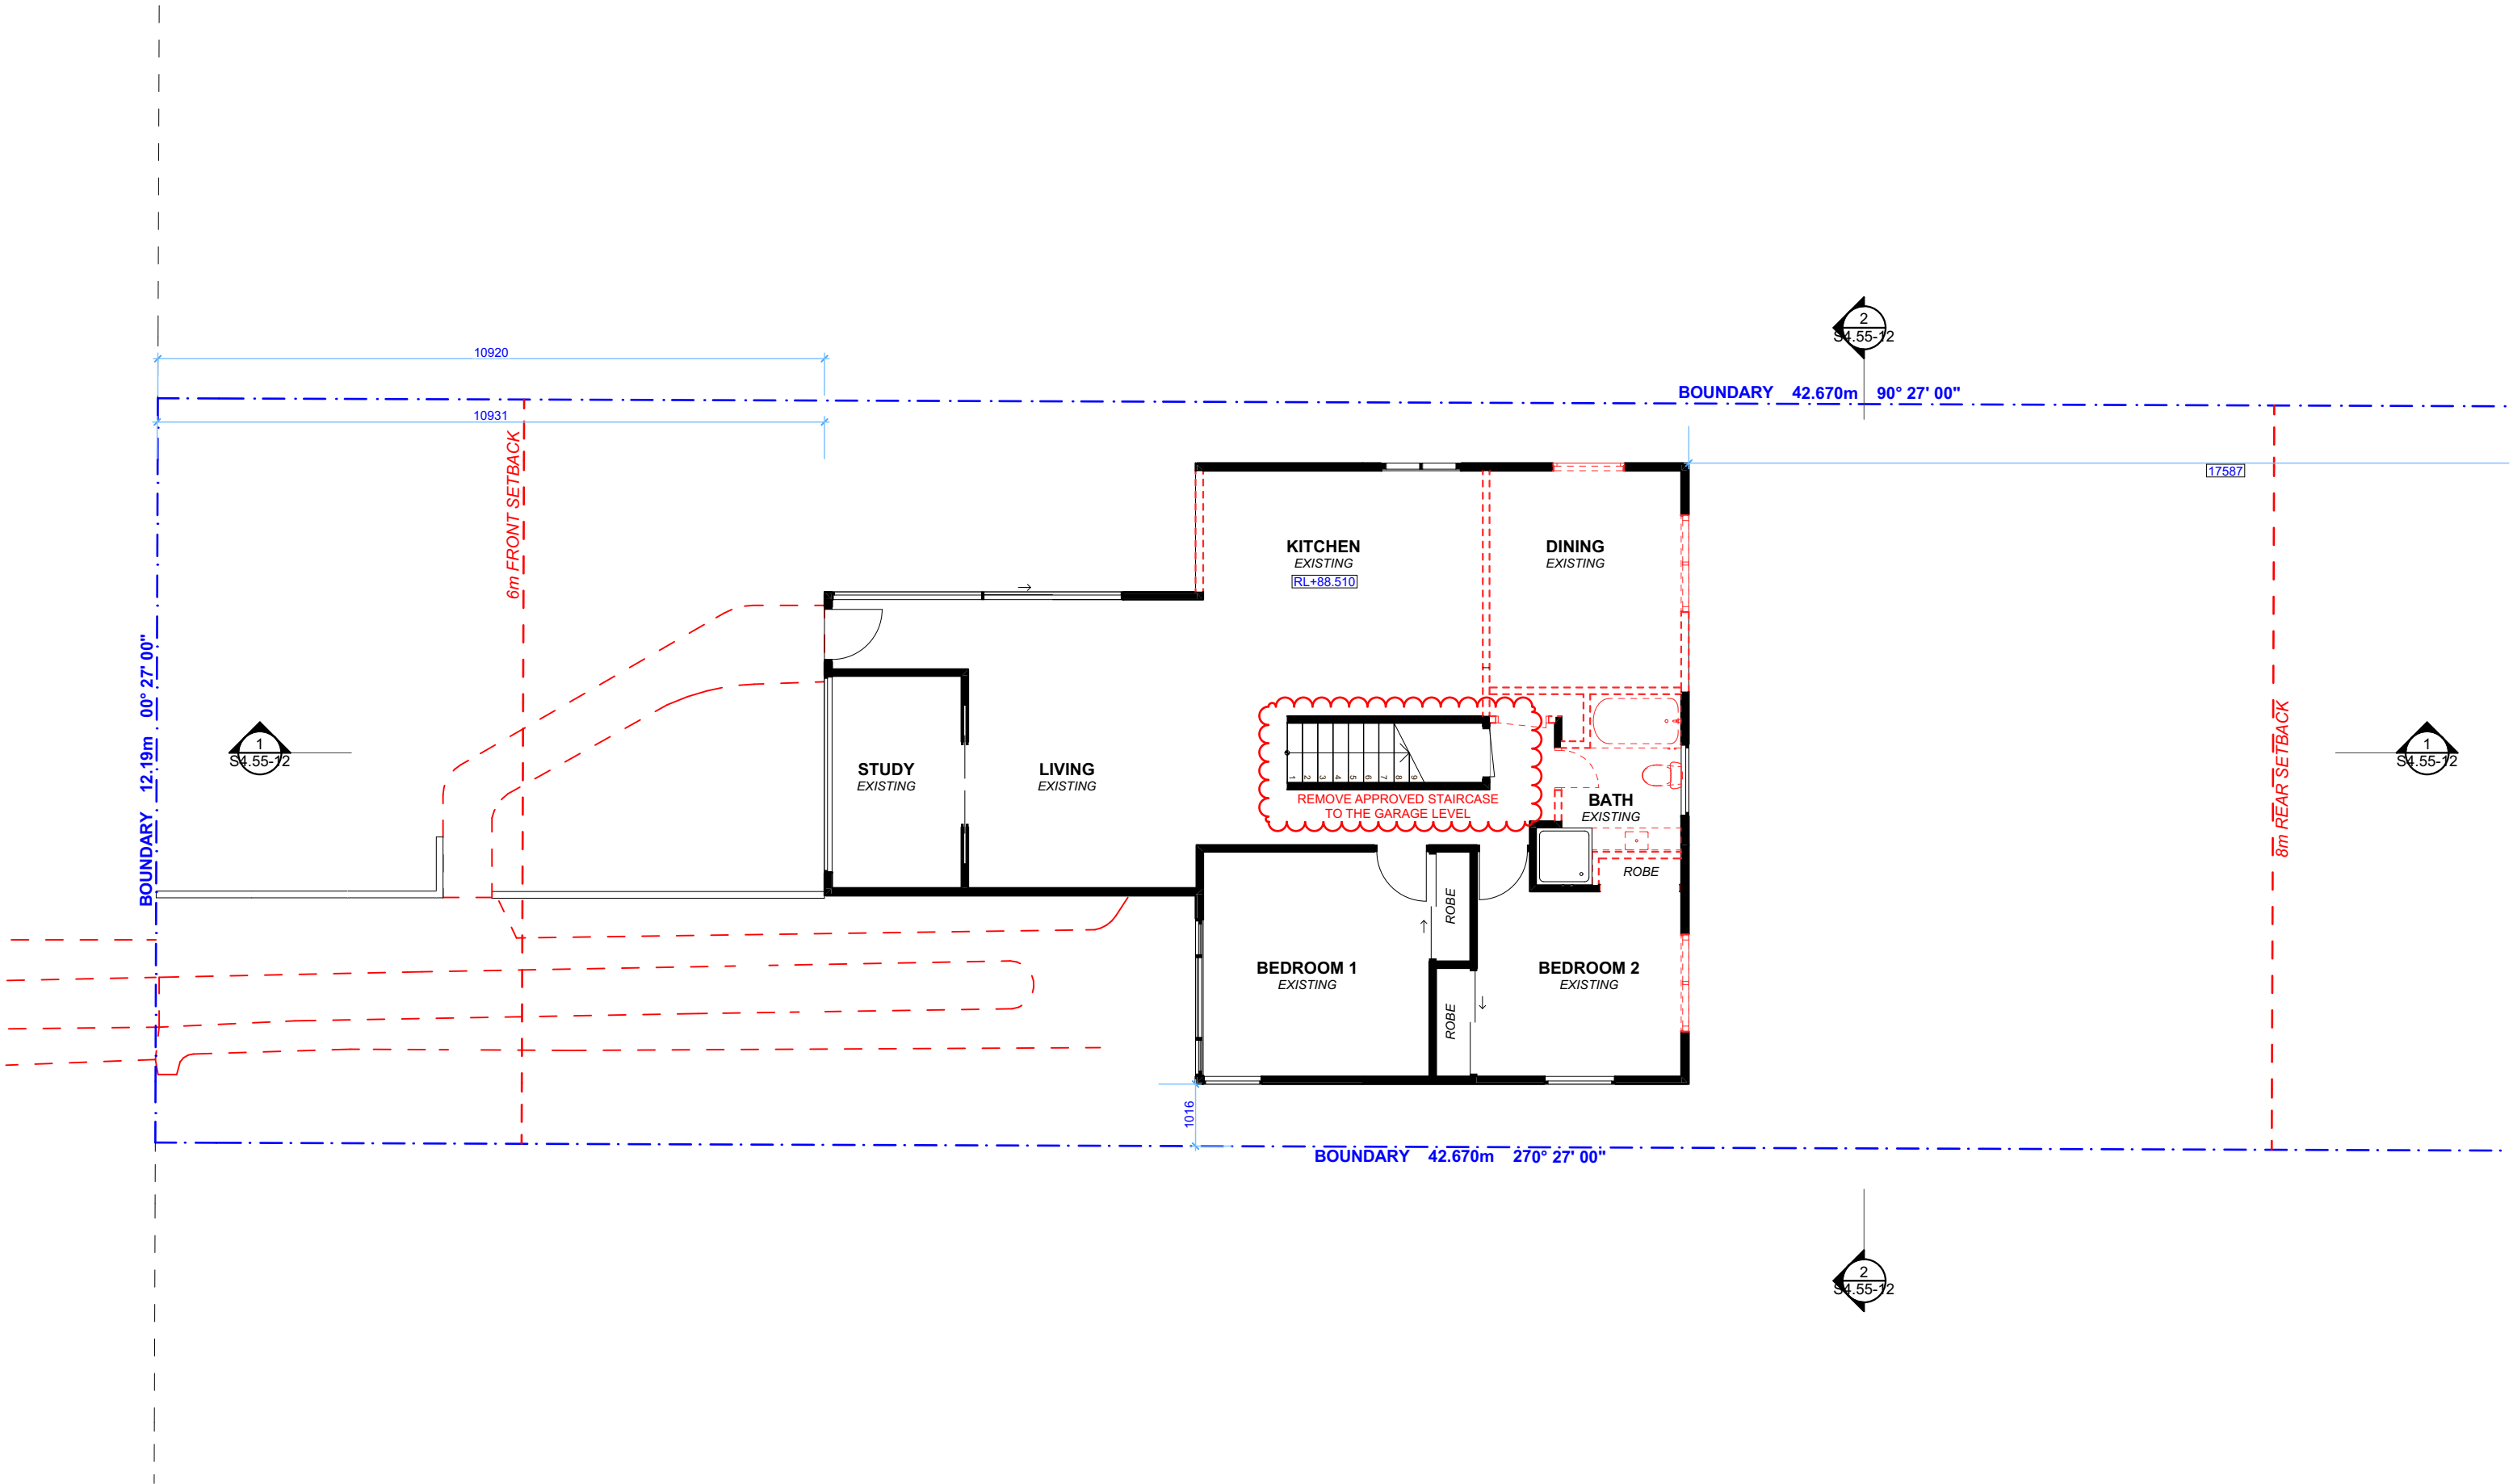 2
S4.55-12
10920
BOUNDARY 42.670m 90° 27' 00"
10931
6m FRONT SETBACK
17587
KITCHEN
EXISTING
RL+88.510
DINING
EXISTING
BOUNDARY 12.19m 00° 27' 00"
1
S4.55-12
STUDY
EXISTING
LIVING
EXISTING
1 2 3 4 5 6 7 8 9
REMOVE APPROVED STAIRCASE
TO THE GARAGE LEVEL
BATH
EXISTING
ROBE
8m REAR SETBACK
1
S4.55-12
ROBE
BEDROOM 1
EXISTING
BEDROOM 2
EXISTING
ROBE
1016
BOUNDARY 42.670m 270° 27' 00"
2
S4.55-12